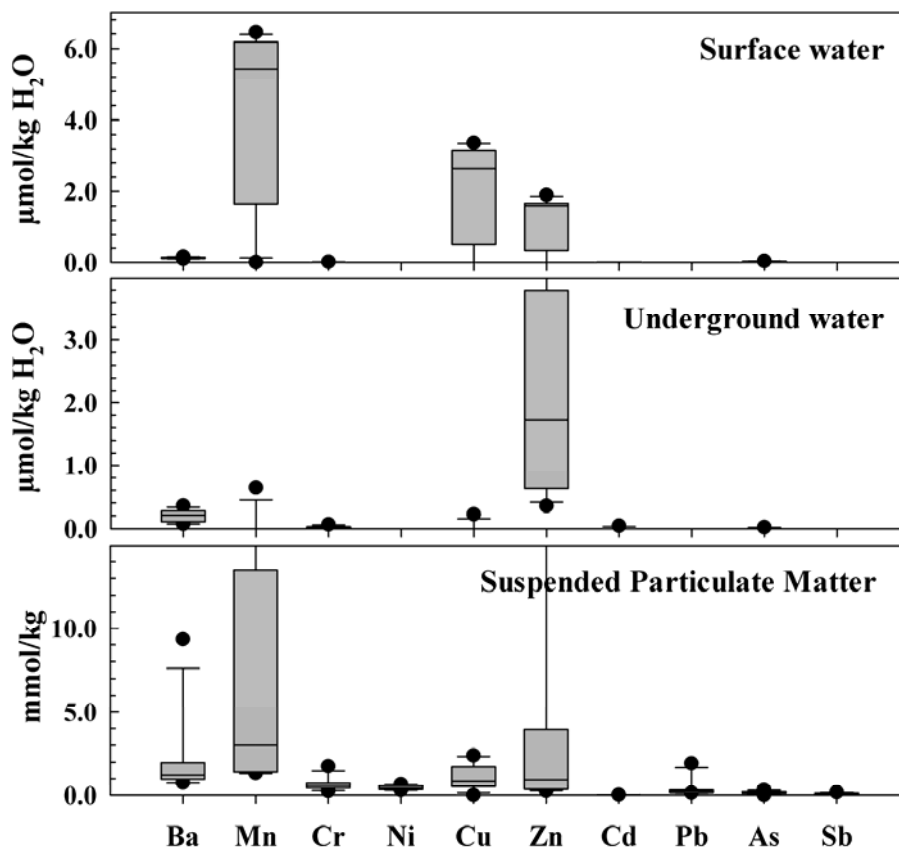 Surface water
μmol/kg H₂O
6.0
4.0
2.0
0.0
Underground water
μmol/kg H₂O
3.0
2.0
1.0
0.0
Suspended Particulate Matter
mmol/kg
10.0
5.0
0.0
Ba Mn Cr Ni Cu Zn Cd Pb As Sb